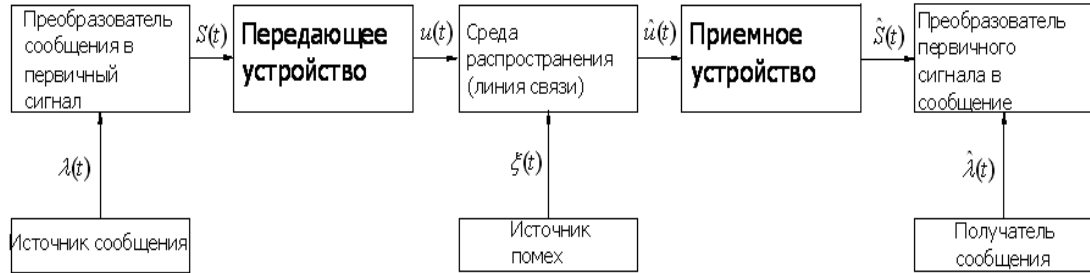 Преобразователь
сообщения в
первичный
сигнал
S(t)
Передающее
устройство
u(t)
Среда
распространения
(линия связи)
û(t)
Приемное
устройство
Ŝ(t)
Преобразователь
первичного
сигнала в
сообщение
λ(t)
ξ(t)
λ̂(t)
Источник сообщения
Источник
помех
Получатель
сообщения